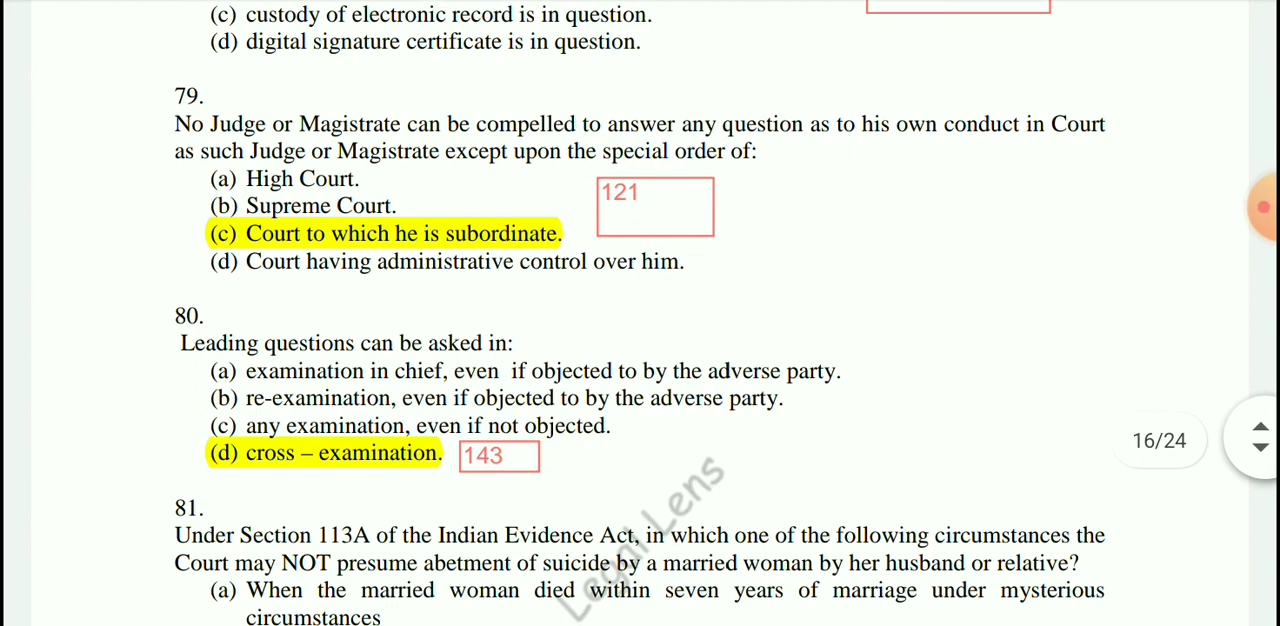 (c) custody of electronic record is in question.
(d) digital signature certificate is in question.
79.
No Judge or Magistrate can be compelled to answer any question as to his own conduct in Court
as such Judge or Magistrate except upon the special order of:
(a) High Court.
121
(b) Supreme Court.
(c) Court to which he is subordinate.
(d) Court having administrative control over him.
80.
Leading questions can be asked in:
(a) examination in chief, even if objected to by the adverse party.
(b) re-examination, even if objected to by the adverse party.
(c) any examination, even if not objected.
(d) cross – examination. 143
16/24
81.
Under Section 113A of the Indian Evidence Act, in which one of the following circumstances the
Court may NOT presume abetment of suicide by a married woman by her husband or relative?
(a) When the married woman died within seven years of marriage under mysterious
circumstances
Legal Lens